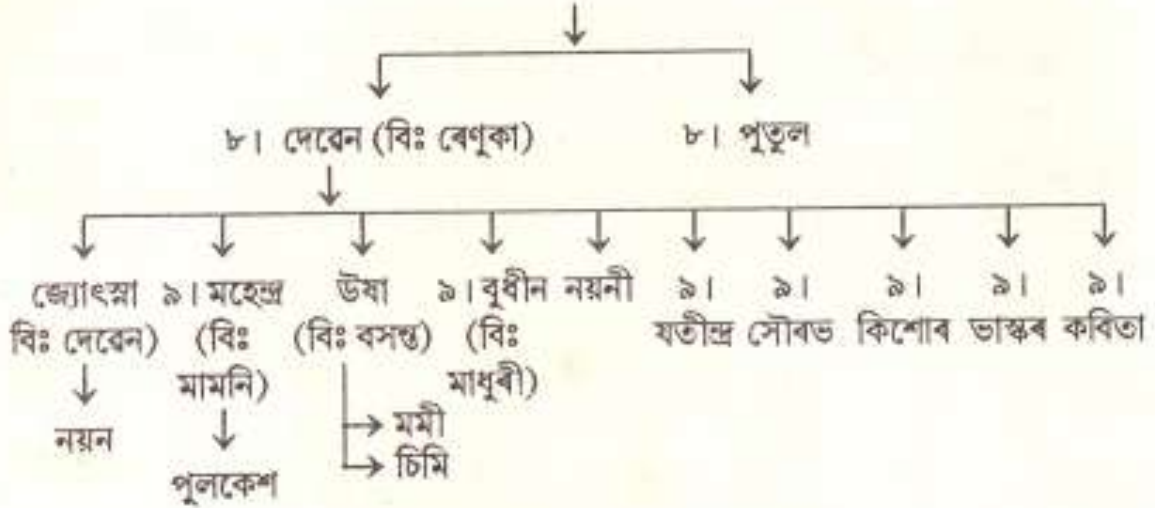 ৮। দেৱেন (বিঃ ৰেণুকা) ৮। পুতুল
জ্যোৎস্না ৯। মহেন্দ্ৰ উষা ৯। বুধীন নয়নী ৯। ৯। ৯। ৯। ৯।
বিঃ দেৱেন) (বিঃ (বিঃ বসন্ত) (বিঃ যতীন্দ্ৰ সৌৰভ কিশোৰ ভাস্কৰ কবিতা
মামনি) মাধুৰী)
মমী
নয়ন
চিমি
পুলকেশ